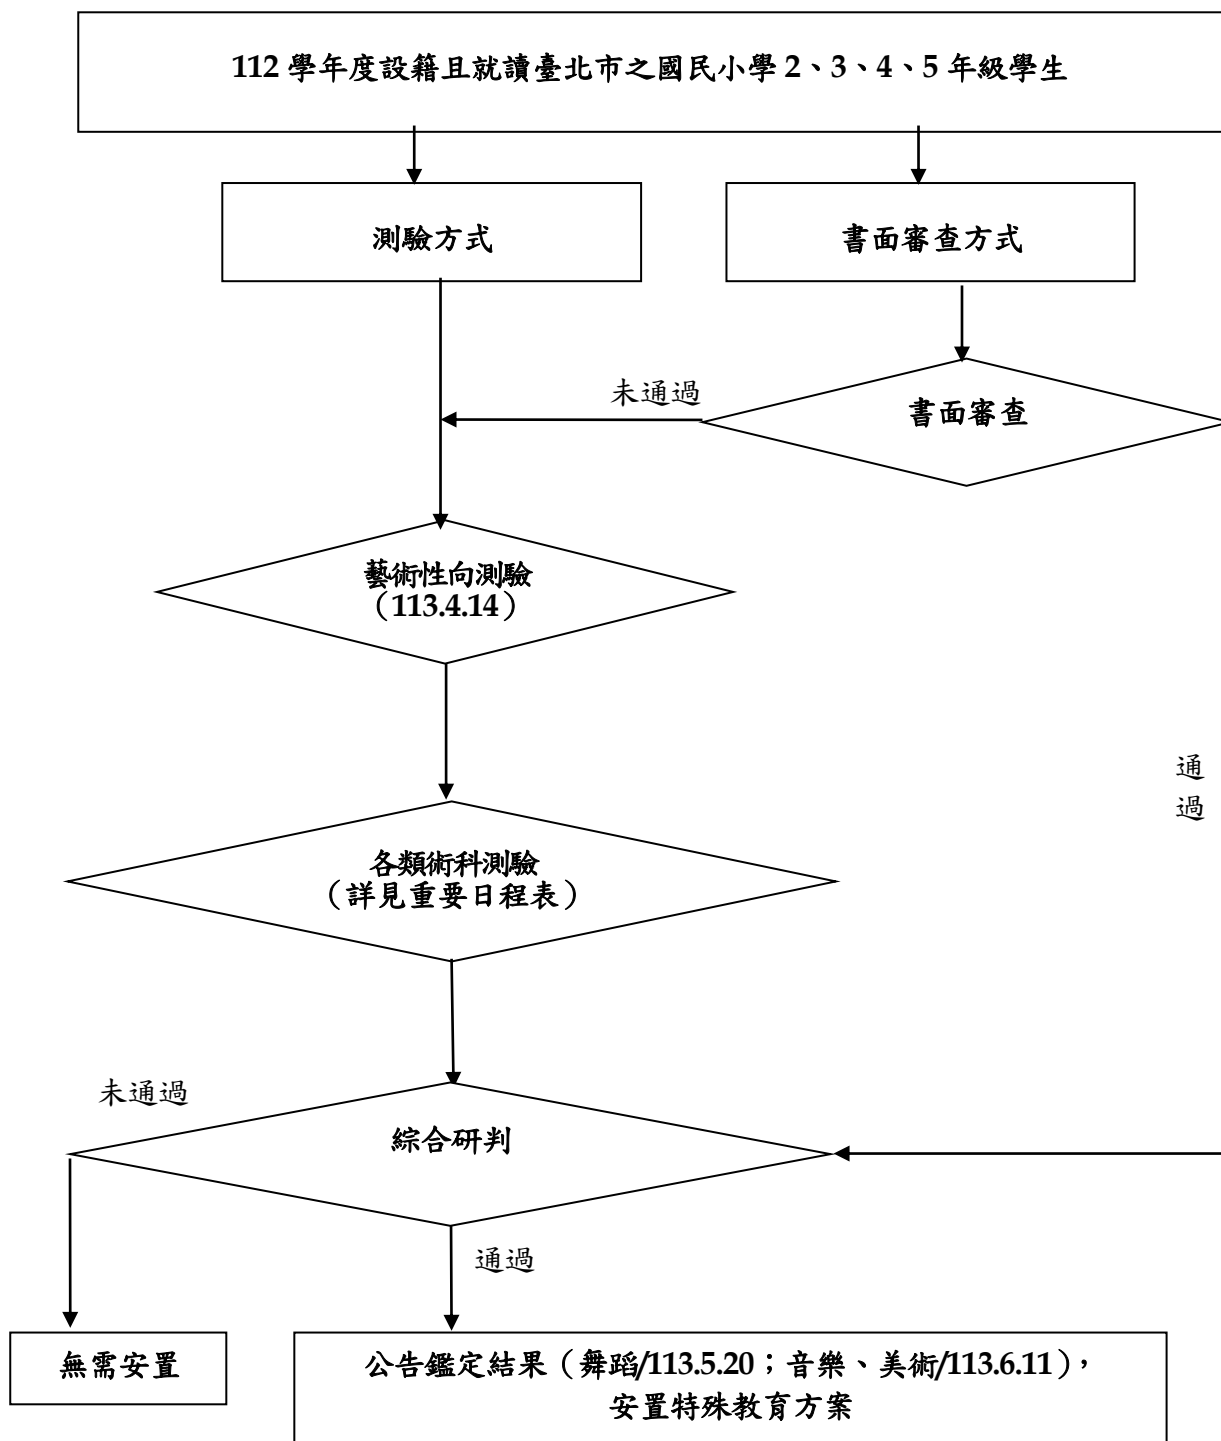 112 學年度設籍且就讀臺北市之國民小學 2、3、4、5 年級學生
測驗方式
書面審查方式
未通過
書面審查
藝術性向測驗
（113.4.14）
通
過
各類術科測驗
（詳見重要日程表）
未通過
綜合研判
通過
無需安置
公告鑑定結果（舞蹈/113.5.20；音樂、美術/113.6.11），
安置特殊教育方案